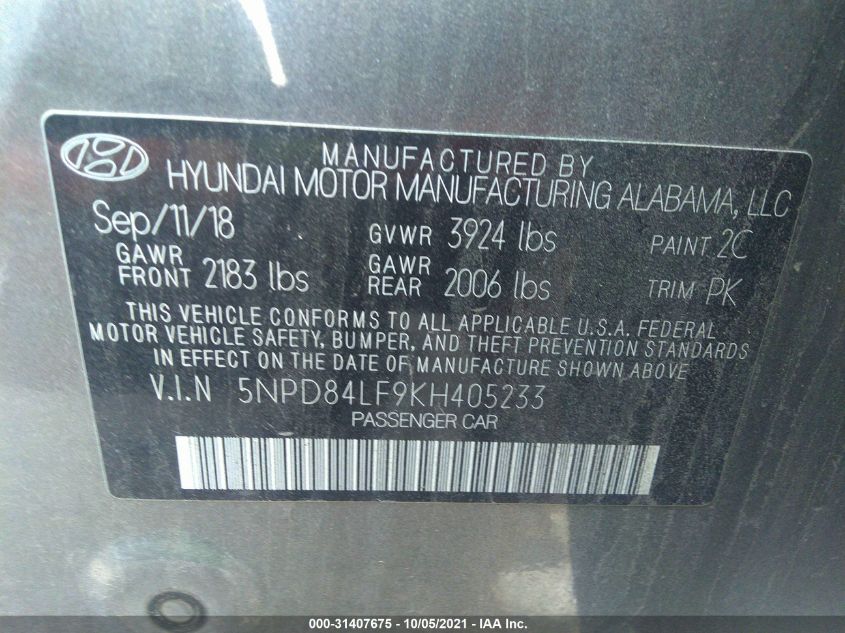 MANUFACTURED BY
HYUNDAI MOTOR MANUFACTURING ALABAMA, LLC
Sep/11/18 GVWR 3924 lbs PAINT 2C
GAWR FRONT 2183 lbs GAWR REAR 2006 lbs TRIM PK
THIS VEHICLE CONFORMS TO ALL APPLICABLE U.S.A. FEDERAL
MOTOR VEHICLE SAFETY, BUMPER, AND THEFT PREVENTION STANDARDS
IN EFFECT ON THE DATE OF MANUFACTURE SHOWN ABOVE
V.I.N 5NPD84LF9KH405233
PASSENGER CAR
000-31407675 - 10/05/2021 - IAA Inc.